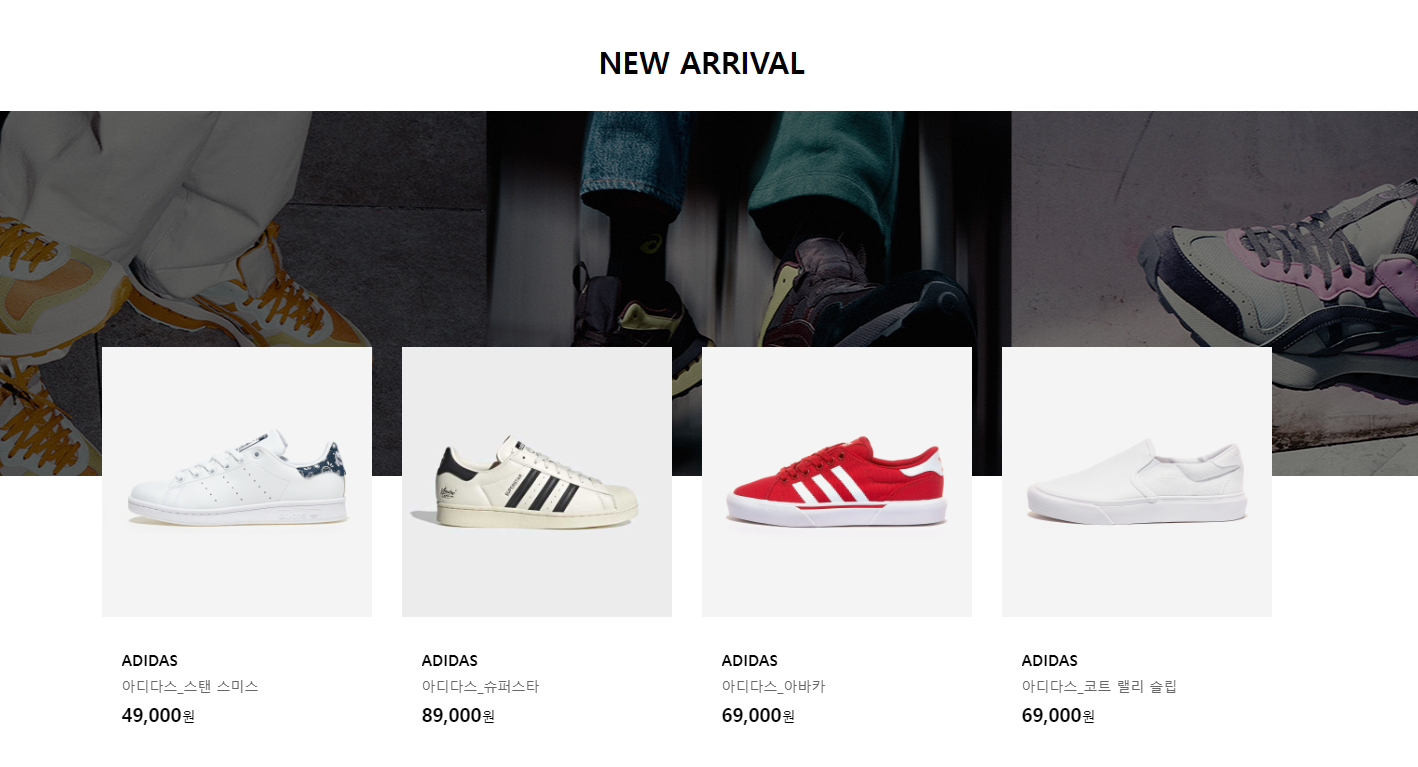 NEW ARRIVAL
SUPERSTAR
ADIDAS
아디다스_스탠 스미스
49,000원
ADIDAS
아디다스_슈퍼스타
89,000원
ADIDAS
아디다스_아바카
69,000원
ADIDAS
아디다스_코트 랠리 슬립
69,000원